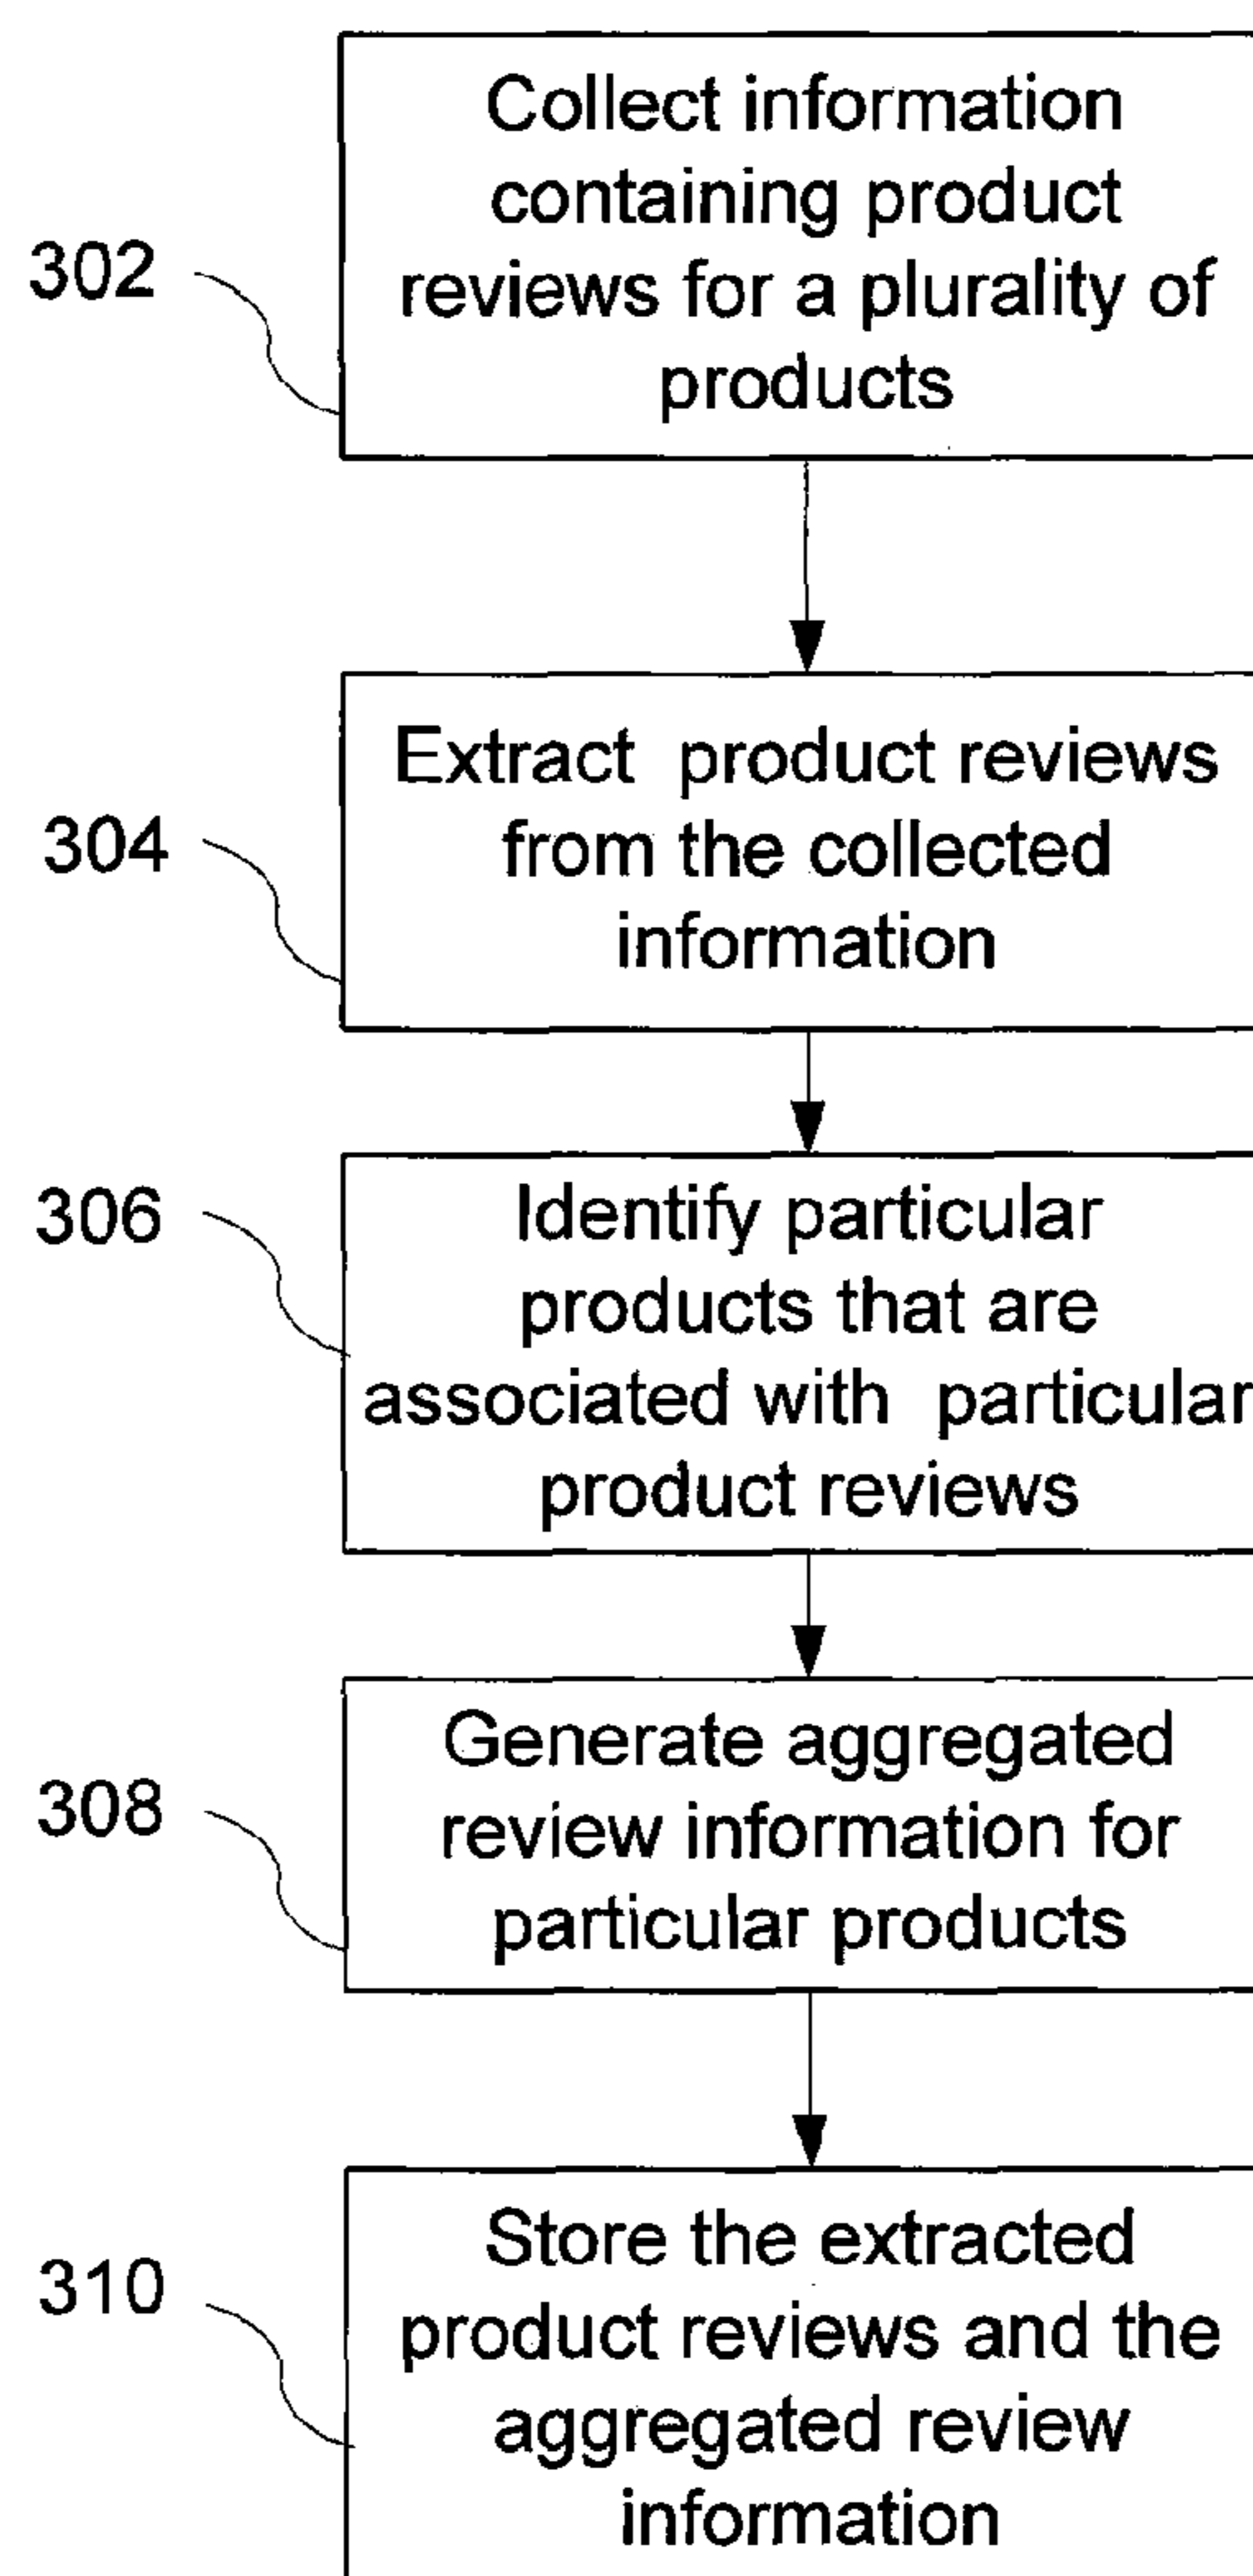 Collect information
containing product
reviews for a plurality of
products
302
Extract product reviews
from the collected
information
304
Identify particular
products that are
associated with particular
product reviews
306
Generate aggregated
review information for
particular products
308
Store the extracted
product reviews and the
aggregated review
information
310